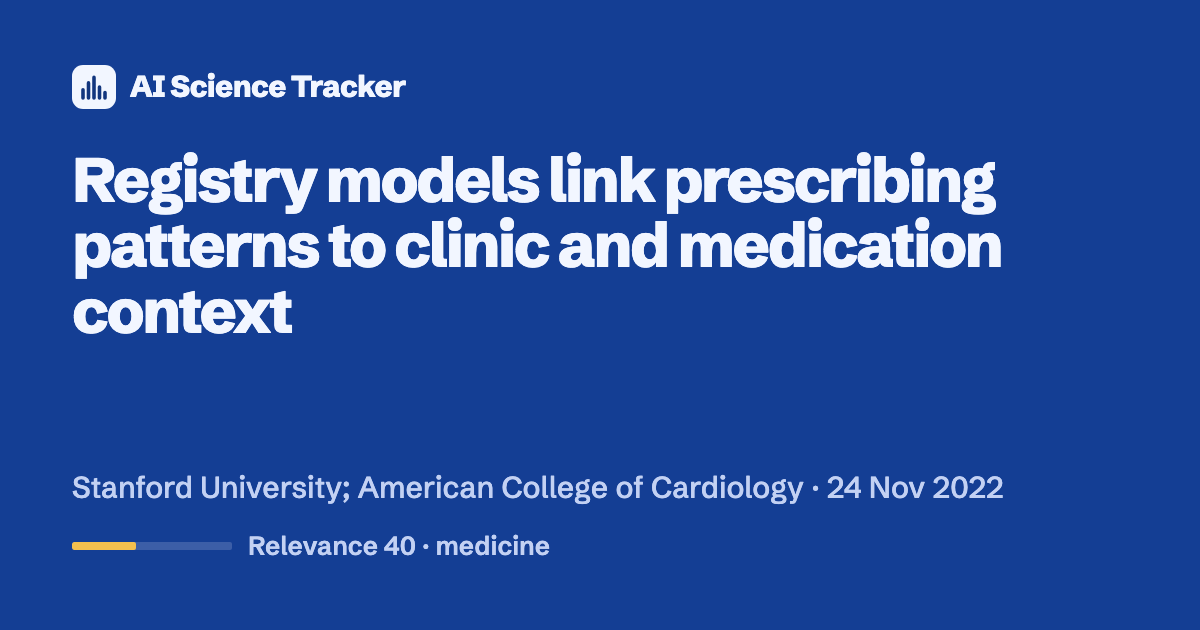 AI Science Tracker
Registry models link prescribing
patterns to clinic and medication
context
Stanford University; American College of Cardiology · 24 Nov 2022
Relevance 40 · medicine